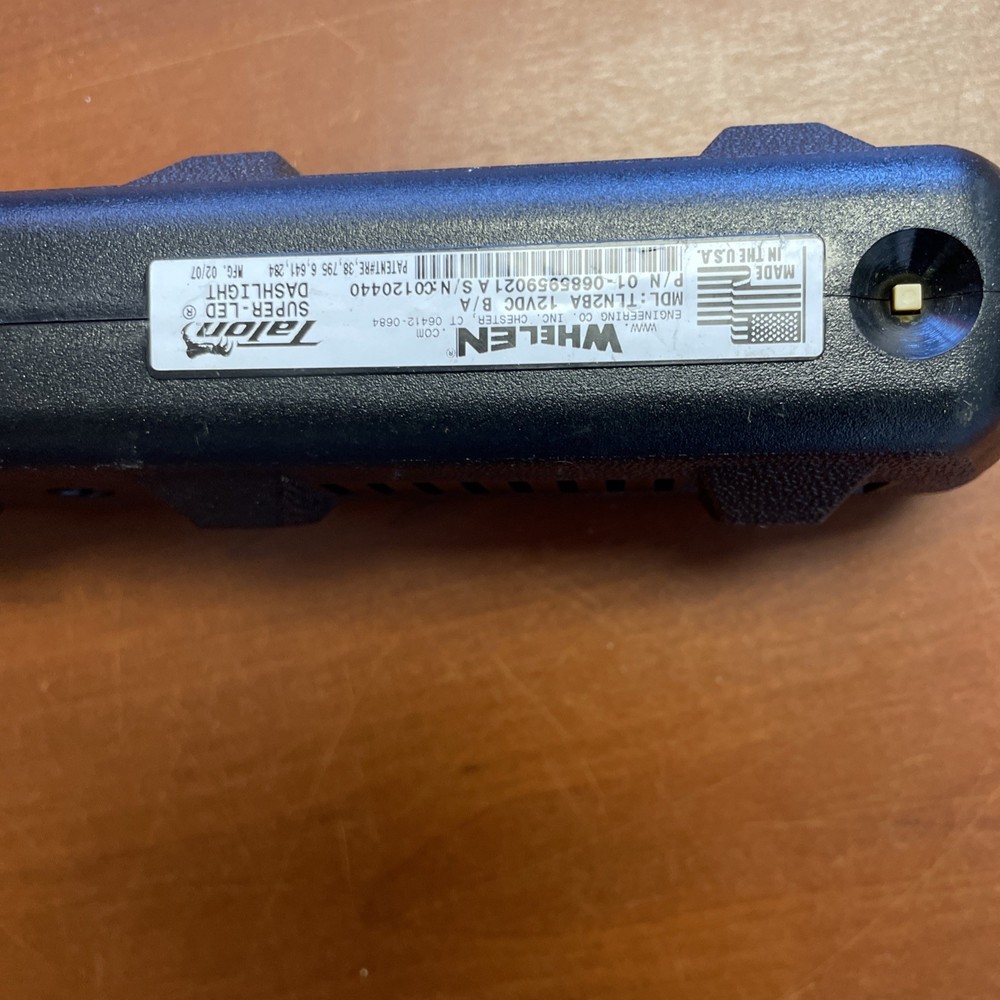 MADE
IN THE U.S.A.
www.
WHELEN®
.com
ENGINEERING CO. INC. CHESTER, CT 06412-0684
MDL:TLN2BA 12VDC B/A
P/N 01-0685959021A S/N:C0120440
PATENT#RE,38,795 6,641,284 MFG. 02/07
Talon®
SUPER-LED
DASHLIGHT